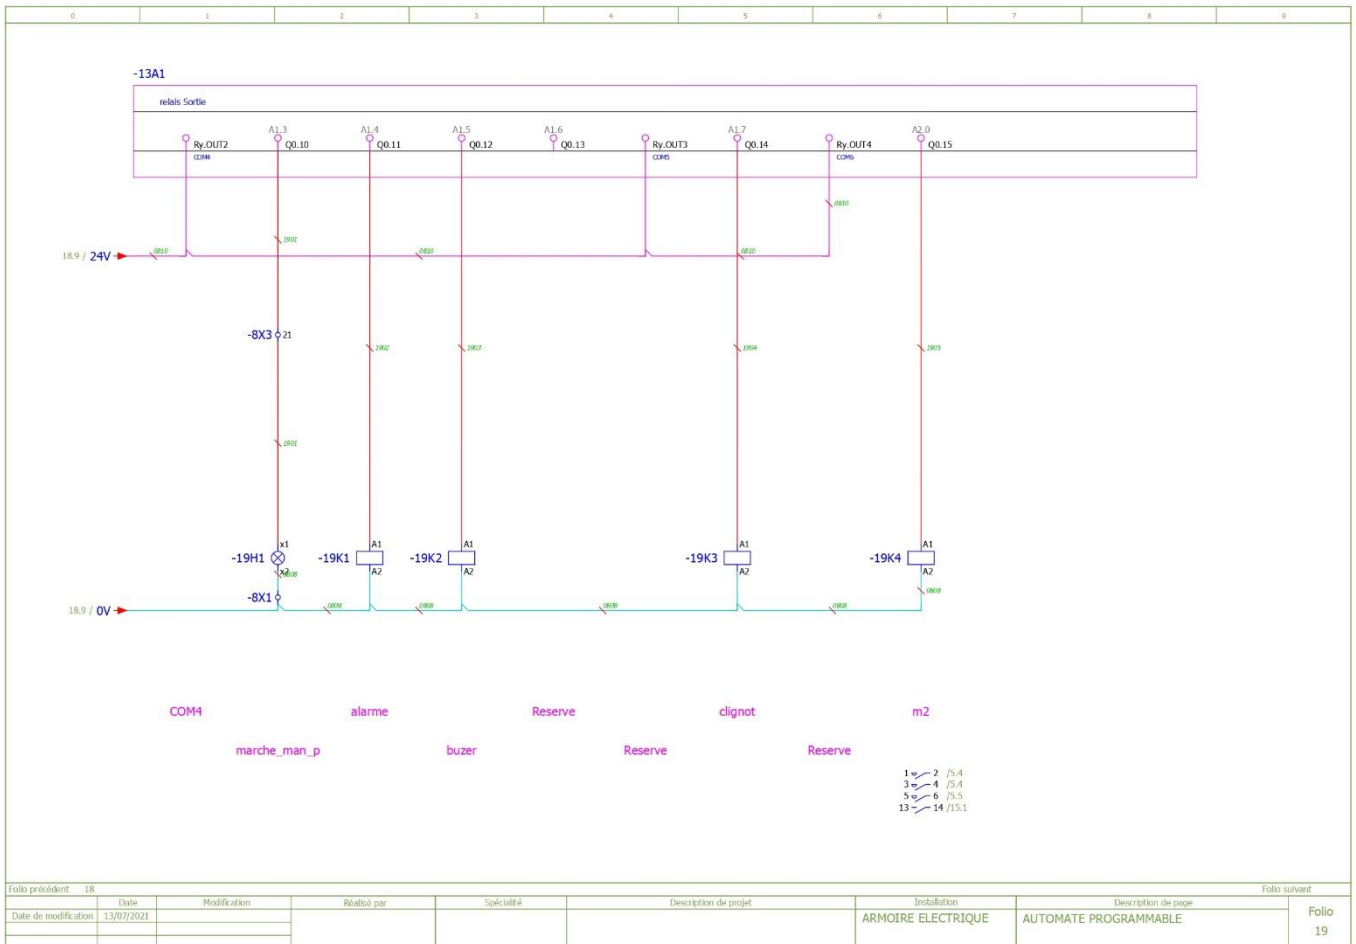 0 1 2 3 4 5 6 7 8 9
-13A1
relais Sortie
A1.3 A1.4 A1.5 A1.6 A1.7 A2.0
Ry.OUT2 Q0.10 Q0.11 Q0.12 Q0.13 Ry.OUT3 Q0.14 Ry.OUT4 Q0.15
COM4 COM5 COM6
0810
1901
18.9 / 24V 0810 0810 0810
-8X3 21
1902 1903 1904 1905
1901
x1 A1 A1 A1 A1
-19H1 -19K1 -19K2 -19K3 -19K4
x2 A2 A2 A2 A2
0808 0808
-8X1
18.9 / 0V 0808 0808 0808 0808
COM4 alarme Reserve clignot m2
marche_man_p buzer Reserve Reserve
1 2 /5.4
3 4 /5.4
5 6 /5.5
13 14 /15.1
Folio précédent 18 Folio suivant
Date Modification Réalisé par Spécialité Description de projet Installation Description de page
Date de modification 13/07/2021 ARMOIRE ELECTRIQUE AUTOMATE PROGRAMMABLE
Folio
19